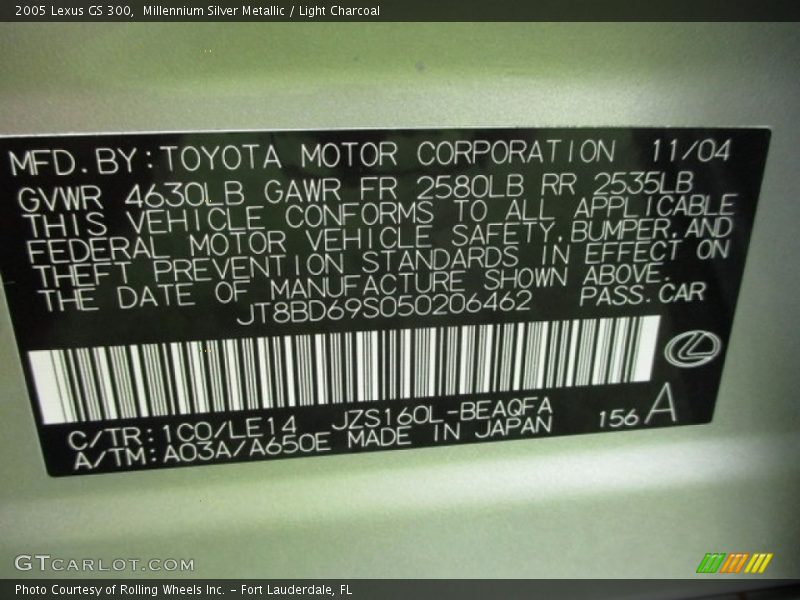 2005 Lexus GS 300,  Millennium Silver Metallic / Light Charcoal
MFD. BY: TOYOTA MOTOR CORPORATION 11/04
GVWR 4630LB GAWR FR 2580LB RR 2535LB
THIS VEHICLE CONFORMS TO ALL APPLICABLE
FEDERAL MOTOR VEHICLE SAFETY, BUMPER, AND
THEFT PREVENTION STANDARDS IN EFFECT ON
THE DATE OF MANUFACTURE SHOWN ABOVE.
JT8BD69S050206462 PASS. CAR
C/TR: 1C0/LE14 JZS160L-BEAQFA 156 A
A/TM: A03A/A650E MADE IN JAPAN
GTCARLOT.COM
Photo Courtesy of Rolling Wheels Inc. – Fort Lauderdale, FL